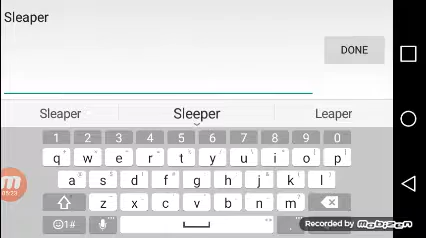 Sleaper
DONE
Sleaper Sleeper Leaper
1 2 3 4 5 6 7 8 9 0
q w e r t y u i o p
a s d f g h j k l
z x c v b n m
1#
Recorded by Mobizen